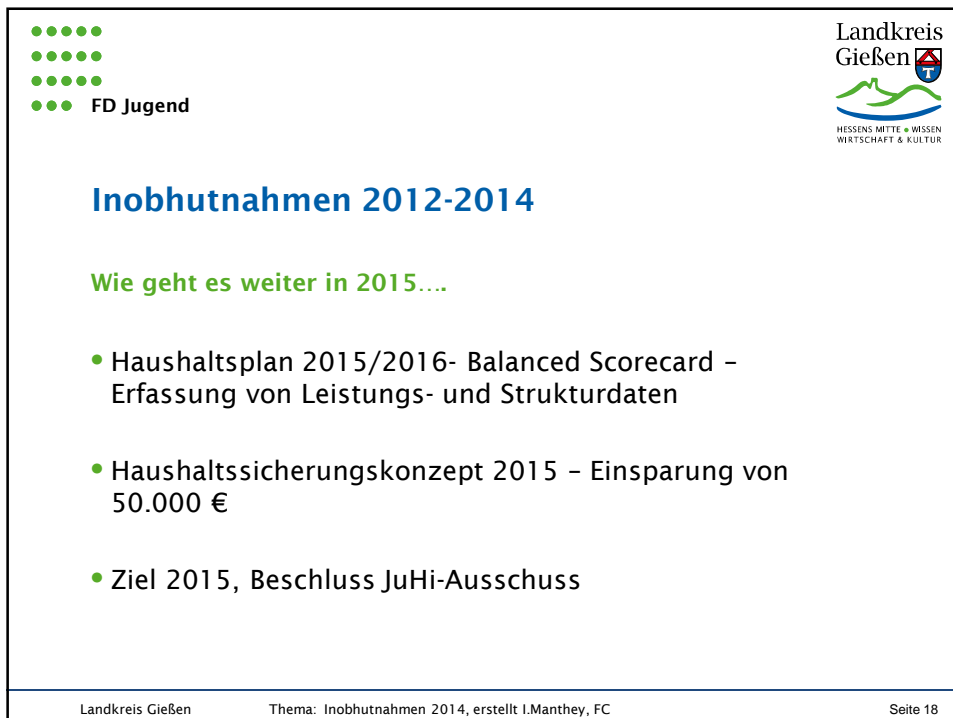 Landkreis
Gießen
HESSENS MITTE • WISSEN
WIRTSCHAFT & KULTUR
FD Jugend
Inobhutnahmen 2012-2014
Wie geht es weiter in 2015….
• Haushaltsplan 2015/2016- Balanced Scorecard –
Erfassung von Leistungs- und Strukturdaten
• Haushaltssicherungskonzept 2015 – Einsparung von
50.000 €
• Ziel 2015, Beschluss JuHi-Ausschuss
Landkreis Gießen Thema: Inobhutnahmen 2014, erstellt I.Manthey, FC Seite 18